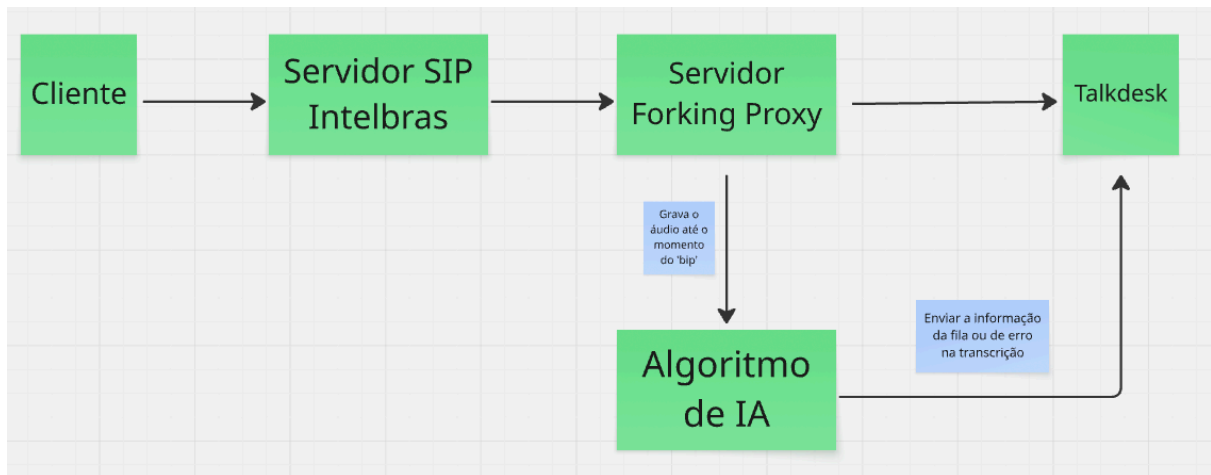 Cliente
Servidor SIP
Intelbras
Servidor
Forking Proxy
Talkdesk
Grava o
áudio até o
momento
do 'bip'
Enviar a informação
da fila ou de erro
na transcrição
Algoritmo
de IA